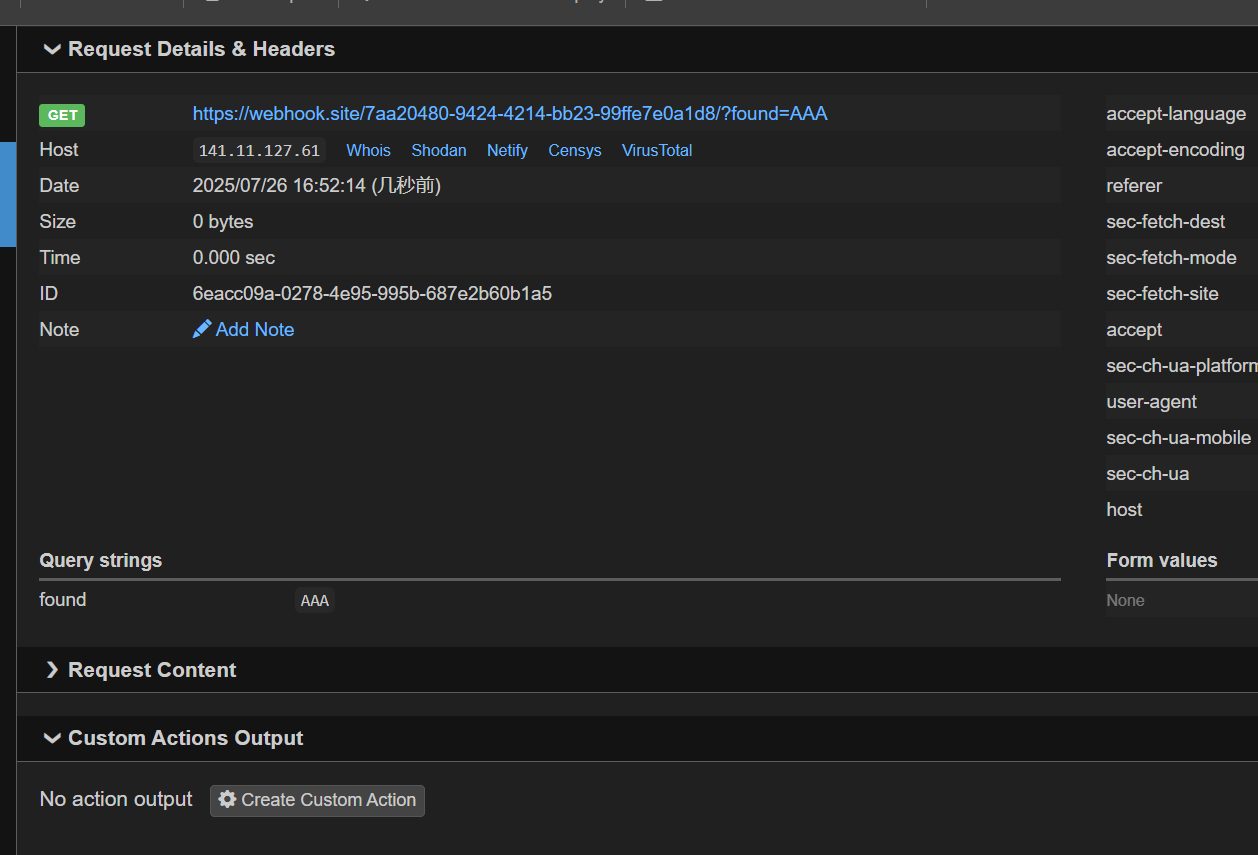 Request Details & Headers
GET https://webhook.site/7aa20480-9424-4214-bb23-99ffe7e0a1d8/?found=AAA
Host 141.11.127.61 Whois Shodan Netify Censys VirusTotal
Date 2025/07/26 16:52:14 (几秒前)
Size 0 bytes
Time 0.000 sec
ID 6eacc09a-0278-4e95-995b-687e2b60b1a5
Note Add Note
accept-language
accept-encoding
referer
sec-fetch-dest
sec-fetch-mode
sec-fetch-site
accept
sec-ch-ua-platform
user-agent
sec-ch-ua-mobile
sec-ch-ua
host
Query strings
found AAA
Form values
None
Request Content
Custom Actions Output
No action output Create Custom Action